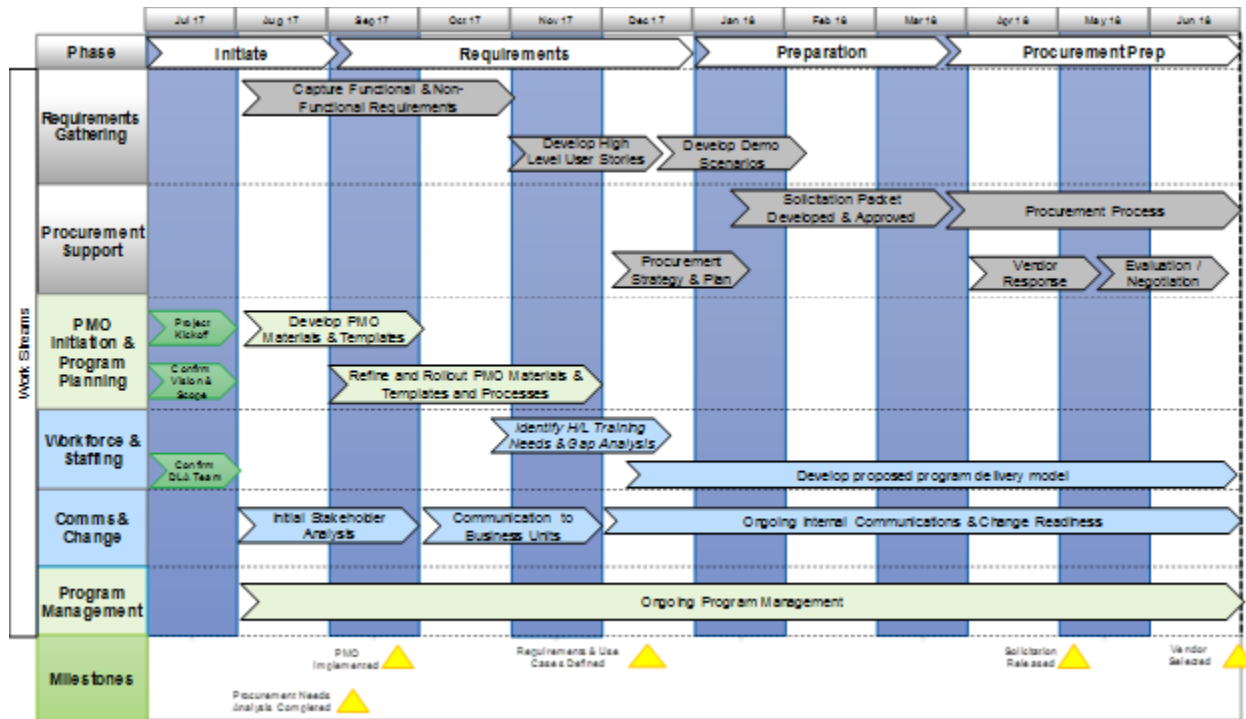 Jul 17 Aug 17 Sep 17 Oct 17 Nov 17 Dec 17 Jan 18 Feb 18 Mar 18 Apr 18 May 18 Jun 18
Phase Initiate Requirements Preparation Procurement Prep
Work Streams
Requirements
Gathering
Capture Functional & Non-
Functional Requirements
Develop High
Level User Stories
Develop Demo
Scenarios
Procurement
Support
Solicitation Packet
Developed & Approved
Procurement Process
Procurement
Strategy & Plan
Vendor
Response
Evaluation /
Negotiation
PMO
Initiation &
Program
Planning
Project
Kickoff
Develop PMO
Materials & Templates
Confirm
Vision &
Scope
Refine and Rollout PMO Materials &
Templates and Processes
Workforce &
Staffing
Identify H/L Training
Needs & Gap Analysis
Confirm
Team
Develop proposed program delivery model
Comms &
Change
Initial Stakeholder
Analysis
Communication to
Business Units
Ongoing Internal Communications & Change Readiness
Program
Management
Ongoing Program Management
Milestones
PMO
Implemented
Requirements & Use
Cases Defined
Solicitation
Released
Vendor
Selected
Procurement Needs
Analysis Completed